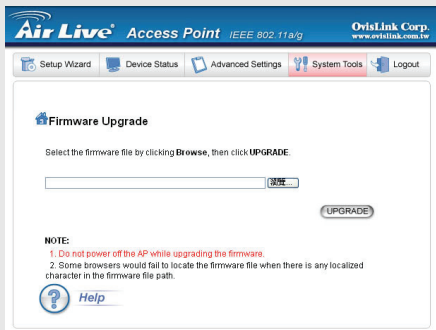 Air Live® Access Point IEEE 802.11a/g
OvisLink Corp.
www.ovislink.com.tw
Setup Wizard Device Status Advanced Settings System Tools Logout
Firmware Upgrade
Select the firmware file by clicking Browse, then click UPGRADE.
瀏覽...
UPGRADE
NOTE:
1. Do not power off the AP while upgrading the firmware.
2. Some browsers would fail to locate the firmware file when there is any localized
character in the firmware file path.
Help